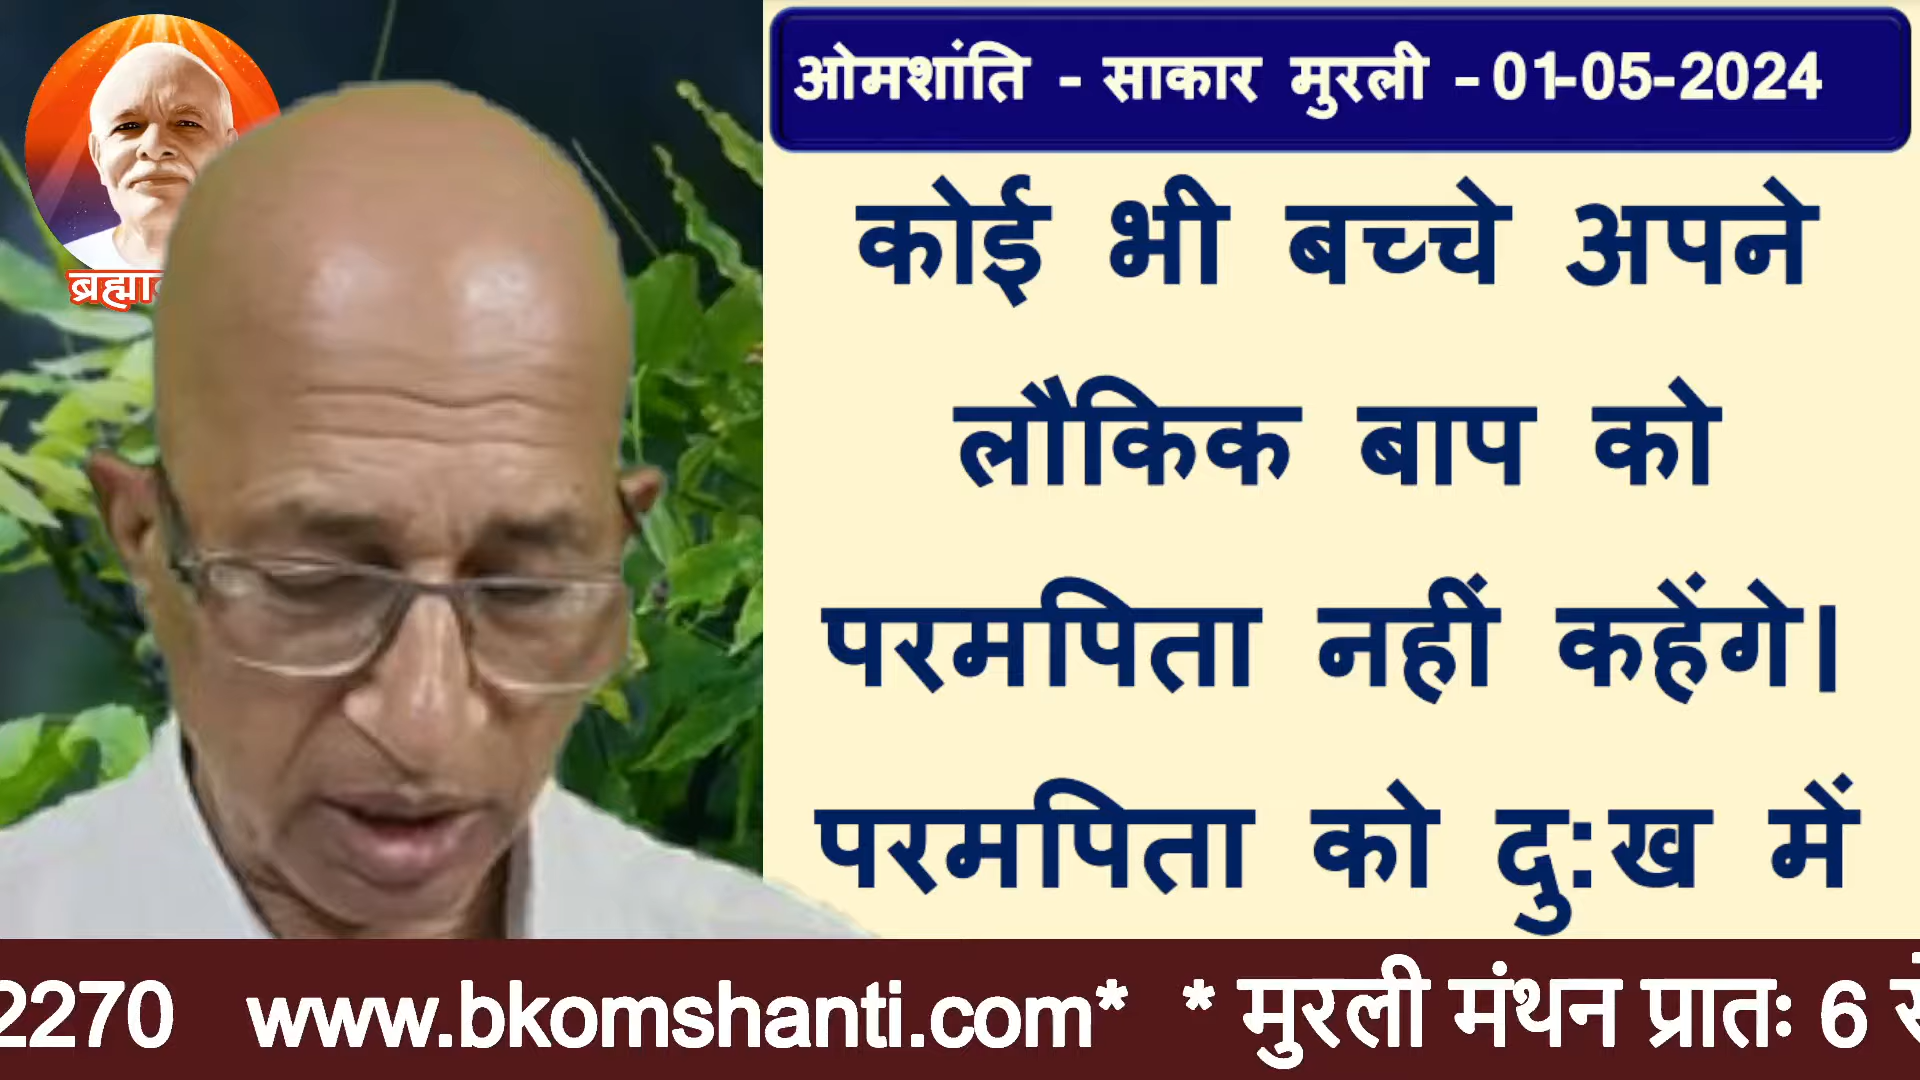 ओमशांति - साकार मुरली - 01-05-2024
कोई भी बच्चे अपने
लौकिक बाप को
परमपिता नहीं कहेंगे।
परमपिता को दु:ख में
2270 www.bkomshanti.com* * मुरली मंथन प्रातः 6